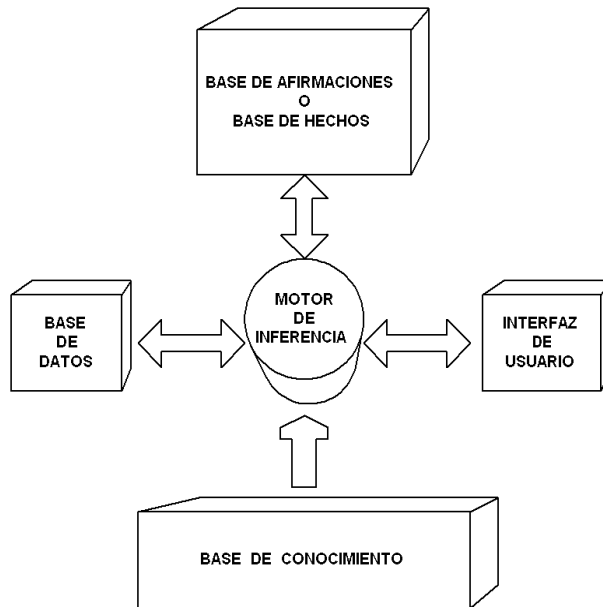 BASE DE AFIRMACIONES
O
BASE DE HECHOS
MOTOR
DE
INFERENCIA
BASE
DE
DATOS
INTERFAZ
DE
USUARIO
BASE DE CONOCIMIENTO